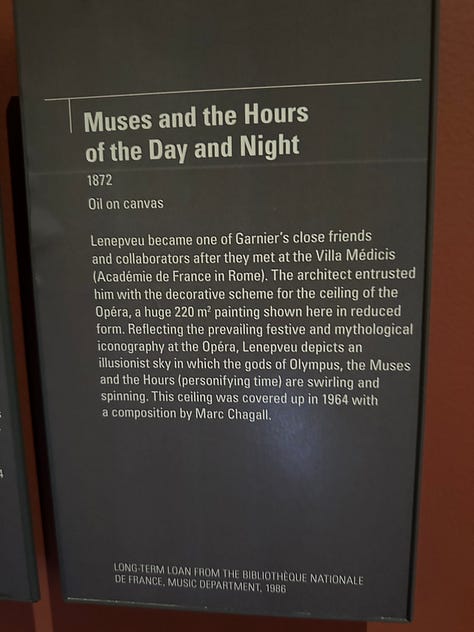 Muses and the Hours
of the Day and Night
1872
Oil on canvas
Lenepveu became one of Garnier's close friends
and collaborators after they met at the Villa Médicis
(Académie de France in Rome). The architect entrusted
him with the decorative scheme for the ceiling of the
Opéra, a huge 220 m² painting shown here in reduced
form. Reflecting the prevailing festive and mythological
iconography at the Opéra, Lenepveu depicts an
illusionist sky in which the gods of Olympus, the Muses
and the Hours (personifying time) are swirling and
spinning. This ceiling was covered up in 1964 with
a composition by Marc Chagall.
LONG-TERM LOAN FROM THE BIBLIOTHÈQUE NATIONALE
DE FRANCE, MUSIC DEPARTMENT, 1986